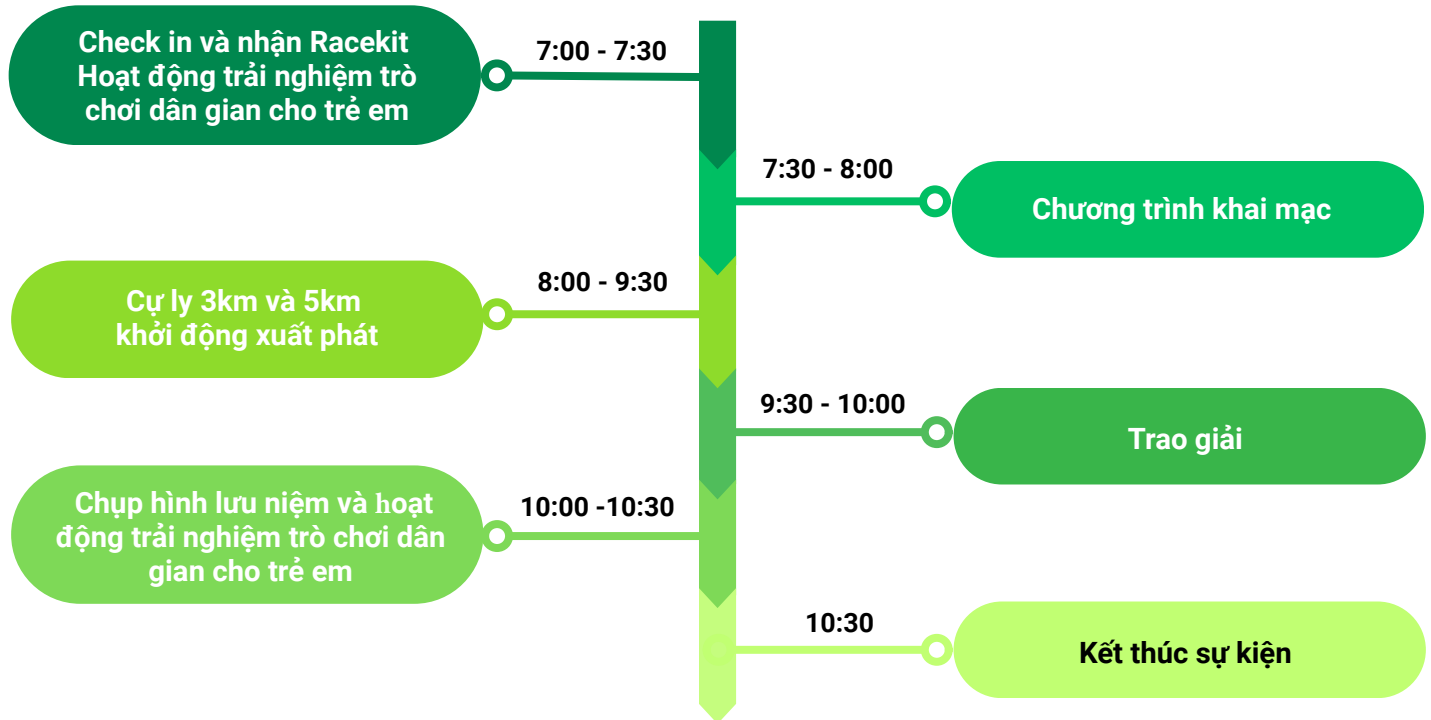 Check in và nhận Racekit
Hoạt động trải nghiệm trò
chơi dân gian cho trẻ em
7:00 - 7:30
7:30 - 8:00
Chương trình khai mạc
8:00 - 9:30
Cự ly 3km và 5km
khởi động xuất phát
9:30 - 10:00
Trao giải
10:00 -10:30
Chụp hình lưu niệm và hoạt
động trải nghiệm trò chơi dân
gian cho trẻ em
10:30
Kết thúc sự kiện